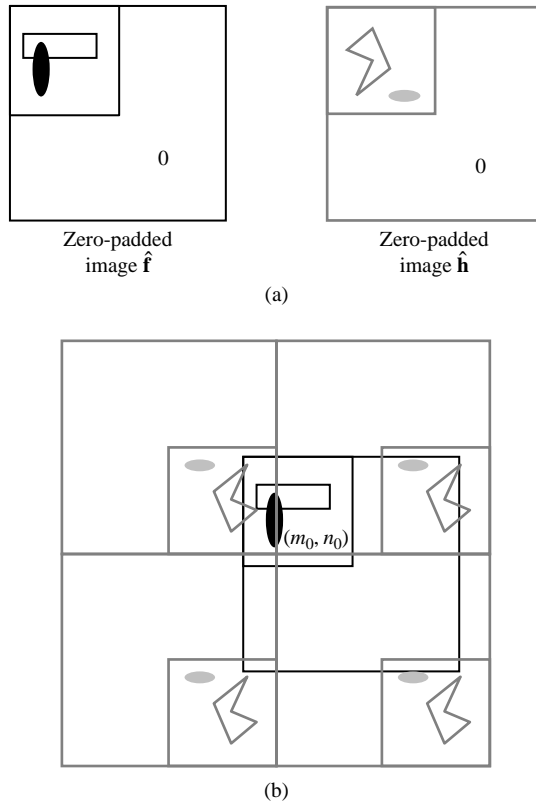 0
0
Zero-padded
image f̂
Zero-padded
image ĥ
(a)
(m₀, n₀)
(b)